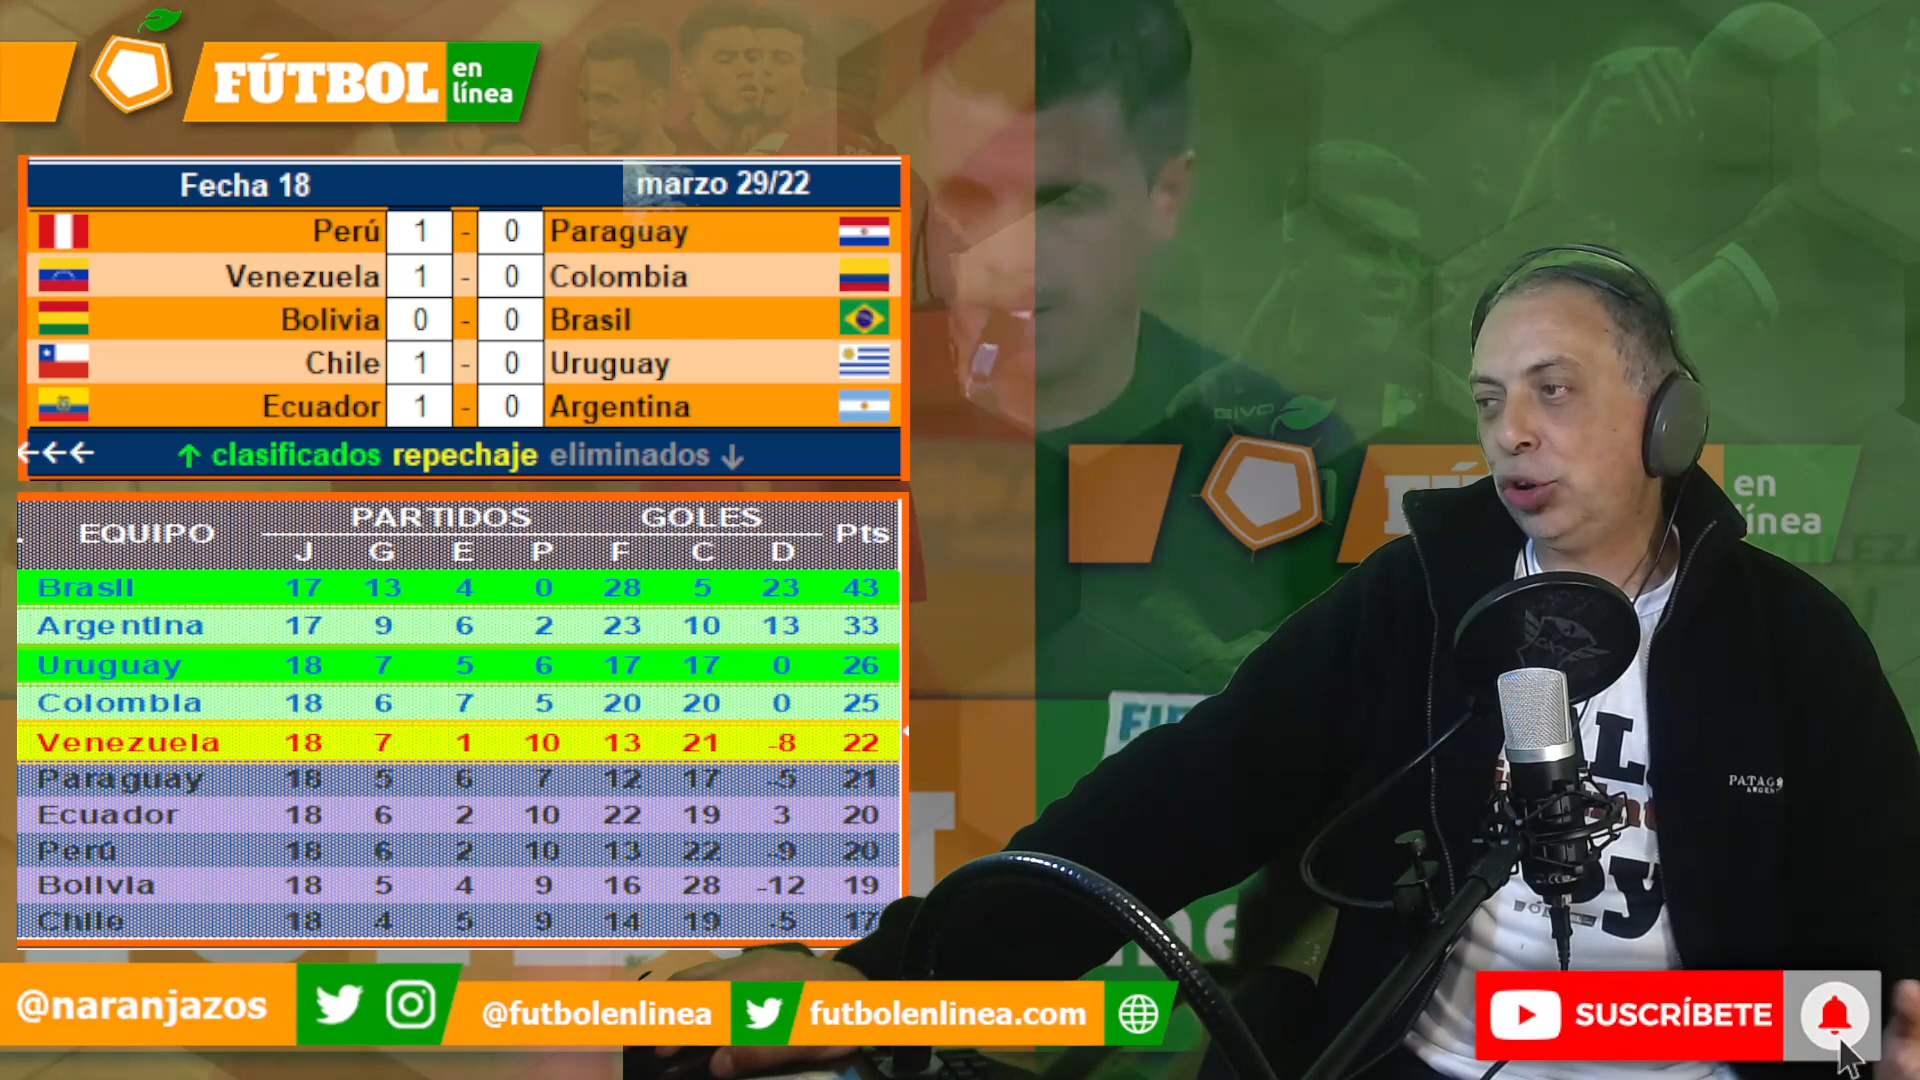 FÚTBOL en línea
Fecha 18 marzo 29/22
Perú 1 - 0 Paraguay
Venezuela 1 - 0 Colombia
Bolivia 0 - 0 Brasil
Chile 1 - 0 Uruguay
Ecuador 1 - 0 Argentina
←←← ↑ clasificados repechaje eliminados ↓
EQUIPO PARTIDOS GOLES Pts
J G E P F C D
Brasil 17 13 4 0 28 5 23 43
Argentina 17 9 6 2 23 10 13 33
Uruguay 18 7 5 6 17 17 0 26
Colombia 18 6 7 5 20 20 0 25
Venezuela 18 7 1 10 13 21 -8 22
Paraguay 18 5 6 7 12 17 -5 21
Ecuador 18 6 2 10 22 19 3 20
Perú 18 6 2 10 13 22 -9 20
Bolivia 18 5 4 9 16 28 -12 19
Chile 18 4 5 9 14 19 -5 17
GIVO
en
línea
PATAG
ARGEN
@naranjazos
@futbolenlinea
futbolenlinea.com
SUSCRÍBETE